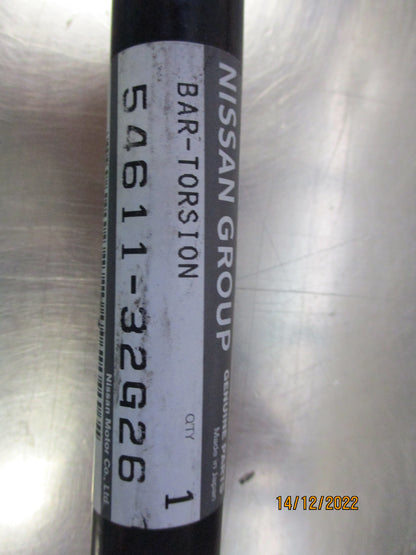 NISSAN GROUP GENUINE PARTS
Made in Japan
BAR-TORSION
QTY
54611-32G26 1
Nissan Motor Co., Ltd.
14/12/2022